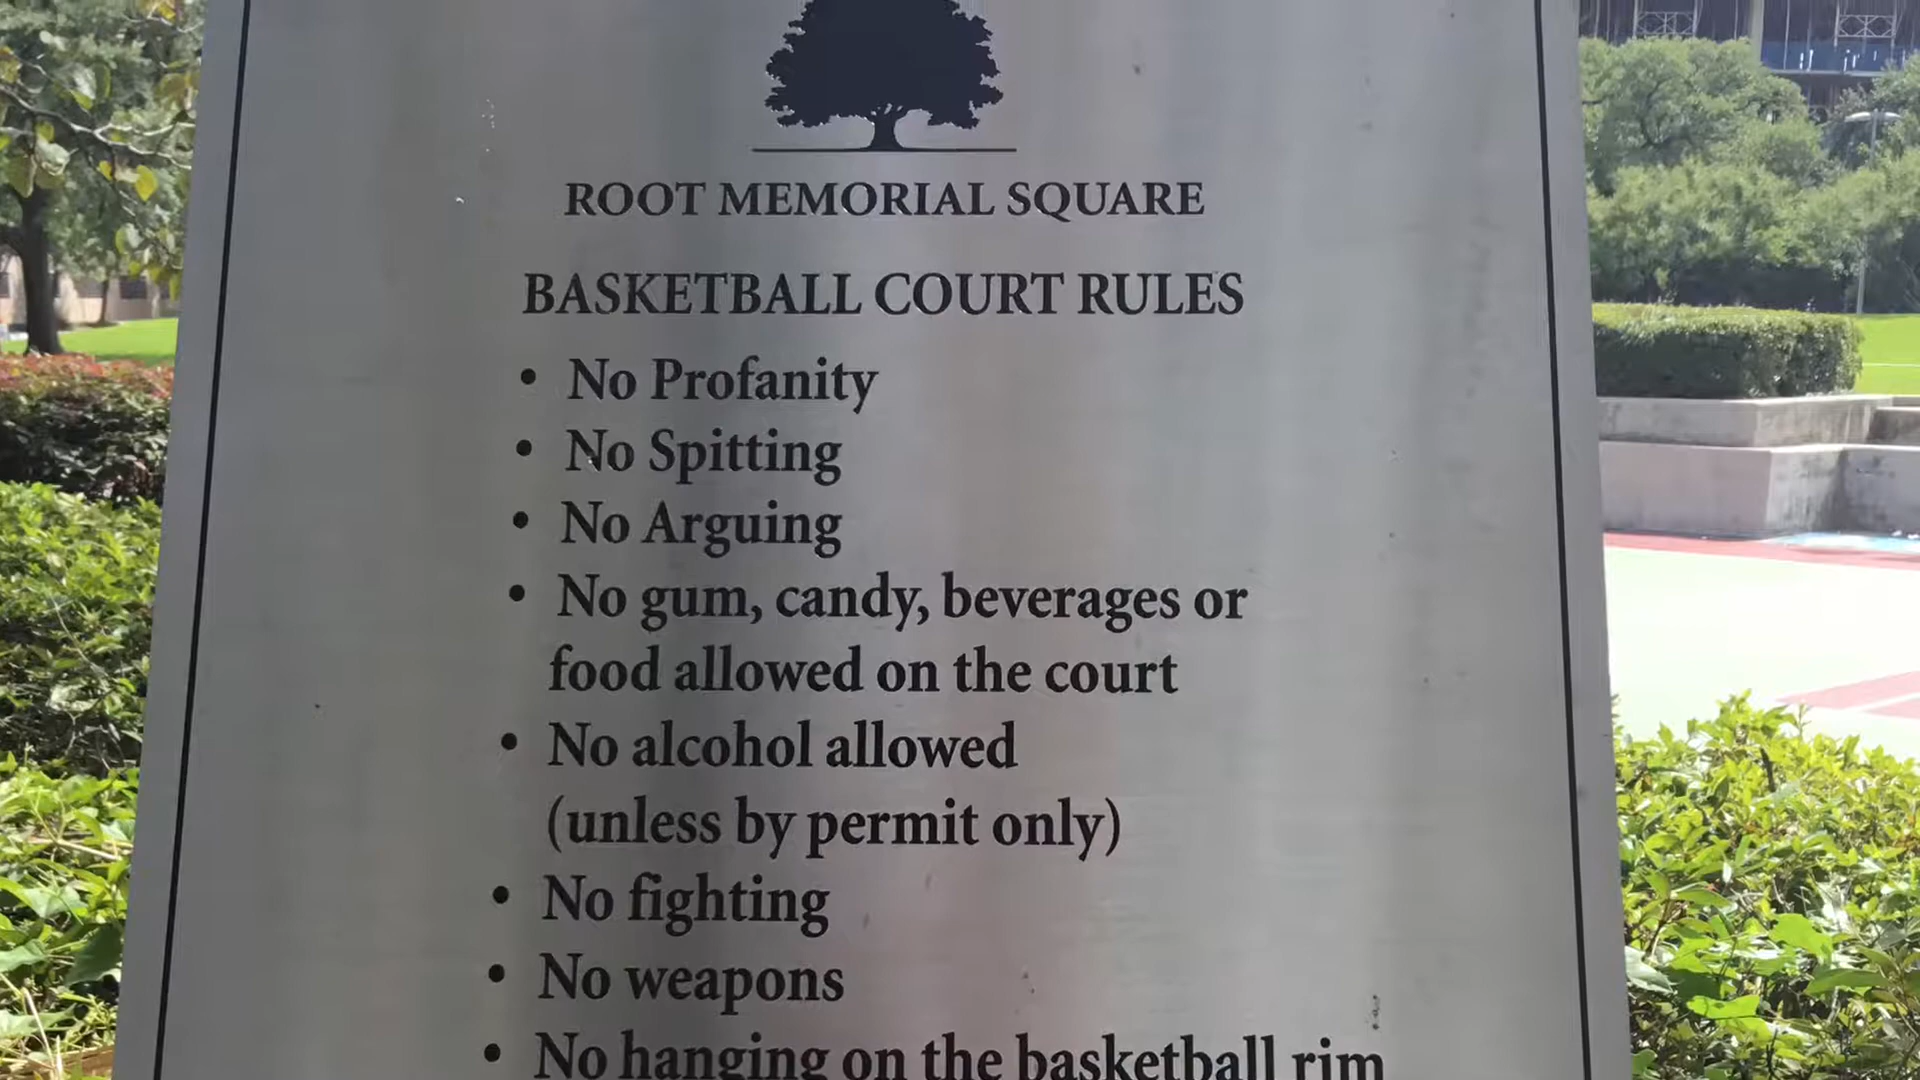 ROOT MEMORIAL SQUARE
BASKETBALL COURT RULES
• No Profanity
• No Spitting
• No Arguing
• No gum, candy, beverages or
food allowed on the court
• No alcohol allowed
(unless by permit only)
• No fighting
• No weapons
• No hanging on the basketball rim